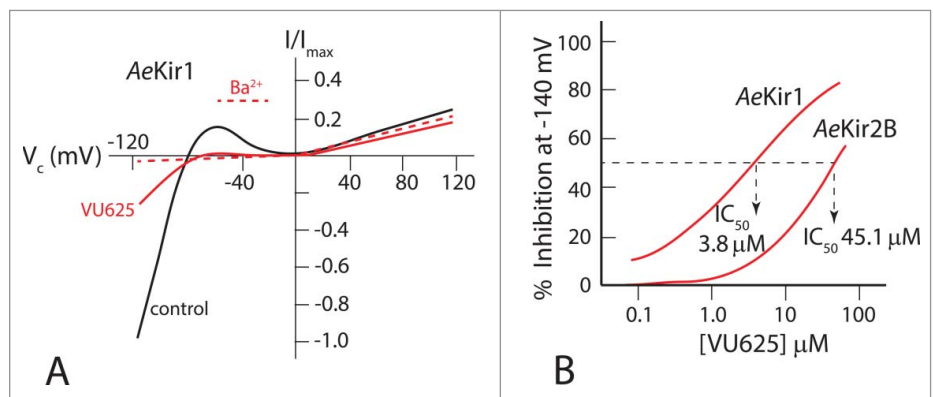 AeKir1
I/Imax
Ba2+
0.4
0.2
Vc (mV)
-120
-40
40
80
120
VU625
-0.4
-0.6
-0.8
-1.0
control
A
% Inhibition at -140 mV
100
80
60
40
20
0
AeKir1
AeKir2B
IC50
3.8 μM
IC50 45.1 μM
0.1
1.0
10
100
[VU625] μM
B